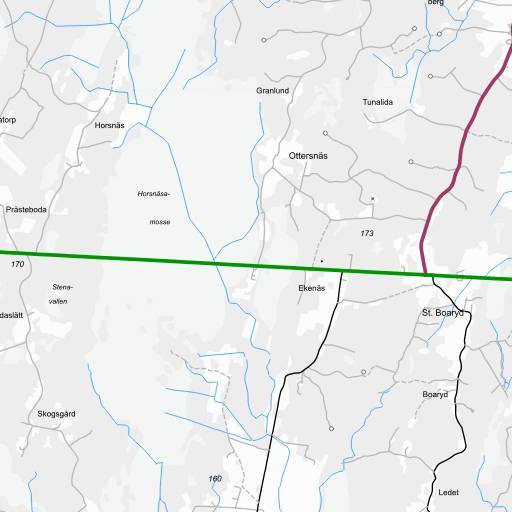 berg
Granlund
Tunalida
torp
Horsnäs
Ottersnäs
Horsnäsa-
mosse
Prästeboda
173
170
Stena-
vallen
Ekenäs
St. Boaryd
daslätt
Boaryd
Skogsgård
160
Ledet